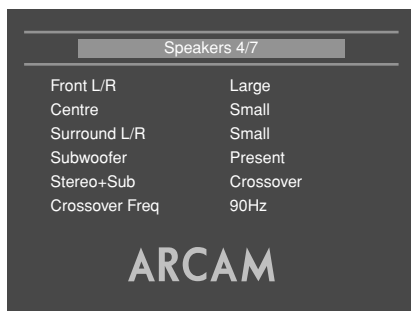 Speakers 4/7
Front L/R Large
Centre Small
Surround L/R Small
Subwoofer Present
Stereo+Sub Crossover
Crossover Freq 90Hz
ARCAM